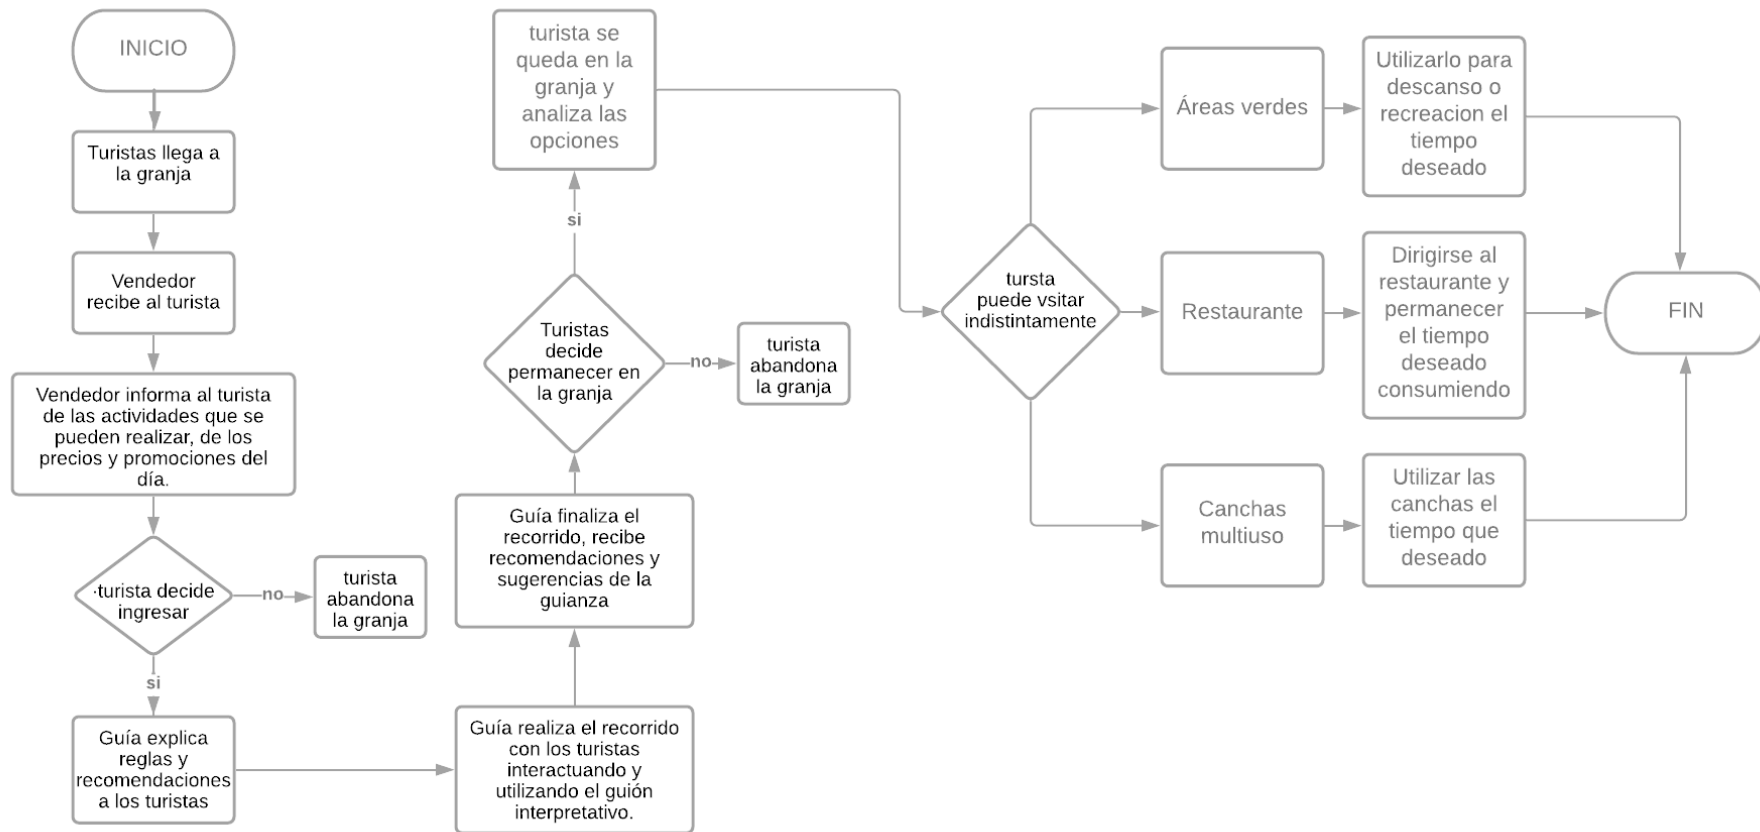 INICIO
Turistas llega a
la granja
Vendedor
recibe al turista
Vendedor informa al turista
de las actividades que se
pueden realizar, de los
precios y promociones del
día.
·turista decide
ingresar
no
turista
abandona
la granja
si
Guía explica
reglas y
recomendaciones
a los turistas
Guía realiza el recorrido
con los turistas
interactuando y
utilizando el guión
interpretativo.
Guía finaliza el
recorrido, recibe
recomendaciones y
sugerencias de la
guianza
Turistas
decide
permanecer en
la granja
no
turista
abandona
la granja
si
turista se
queda en la
granja y
analiza las
opciones
tursta
puede vsitar
indistintamente
Áreas verdes
Utilizarlo para
descanso o
recreacion el
tiempo
deseado
Restaurante
Dirigirse al
restaurante y
permanecer
el tiempo
deseado
consumiendo
Canchas
multiuso
Utilizar las
canchas el
tiempo que
deseado
FIN